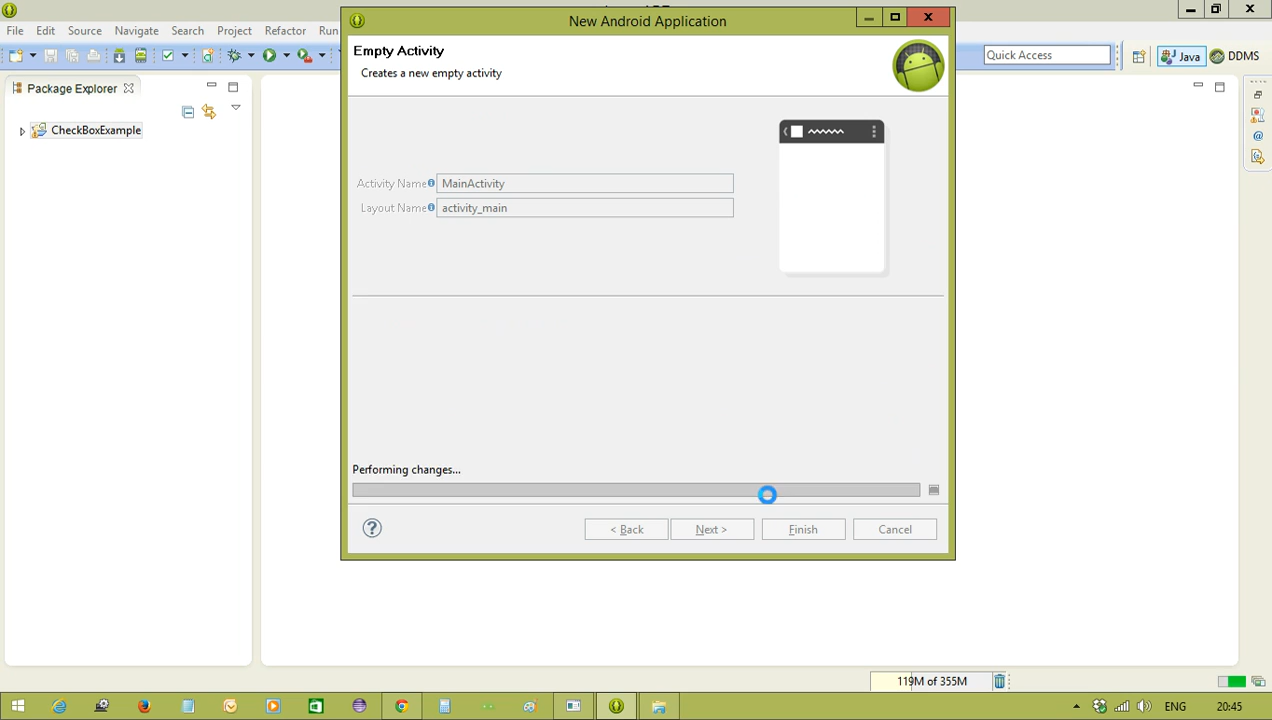 New Android Application
File Edit Source Navigate Search Project Refactor Run
Empty Activity
Creates a new empty activity
Quick Access
Java
DDMS
Package Explorer
CheckBoxExample
Activity Name MainActivity
Layout Name activity_main
Performing changes...
?
< Back
Next >
Finish
Cancel
119M of 355M
ENG
20:45